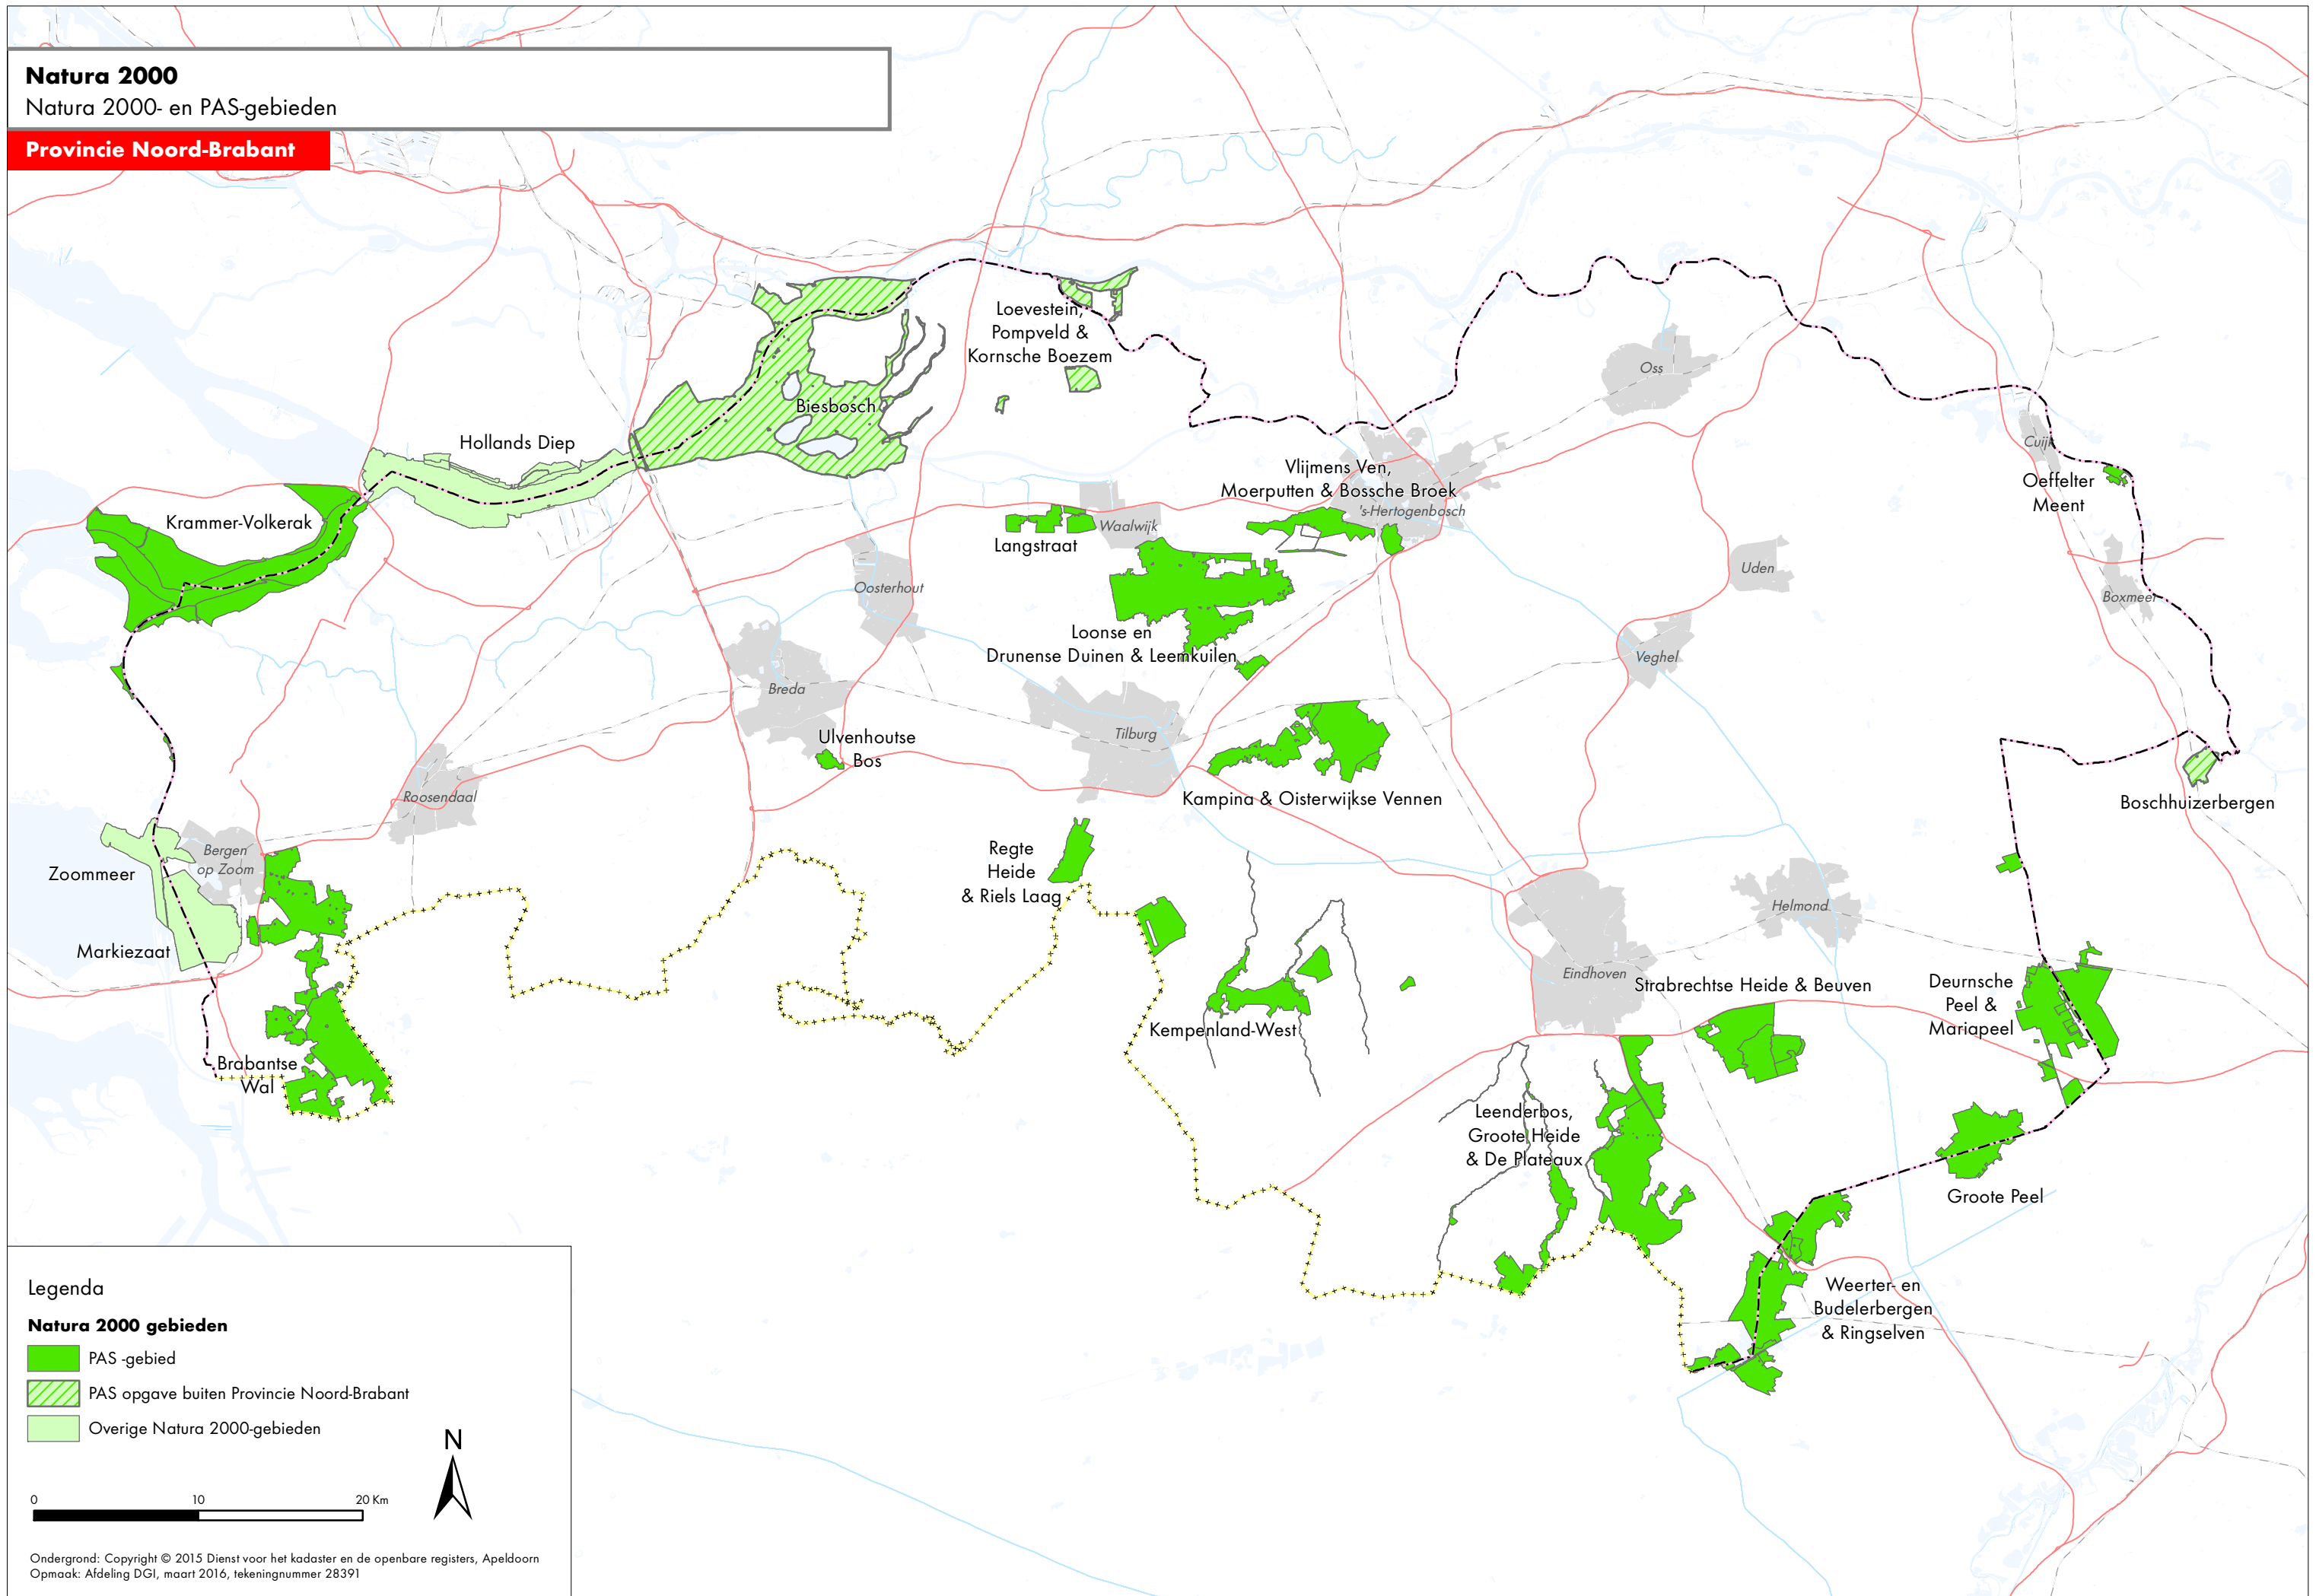 Natura 2000
Natura 2000- en PAS-gebieden
Provincie Noord-Brabant
Loevestein,
Pompveld &
Kornsche Boezem
Oss
Biesbosch
Hollands Diep
Cuijk
Vlijmens Ven,
Moerputten & Bossche Broek
's-Hertogenbosch
Oeffelter
Meent
Krammer-Volkerak
Waalwijk
Langstraat
Uden
Oosterhout
Boxmeer
Loonse en
Drunense Duinen & Leemkuilen
Veghel
Breda
Tilburg
Ulvenhoutse
Bos
Roosendaal
Kampina & Oisterwijkse Vennen
Boschhuizerbergen
Bergen
op Zoom
Zoommeer
Regte
Heide
& Riels Laag
Helmond
Markiezaat
Eindhoven
Strabrechtse Heide & Beuven
Deurnsche
Peel &
Mariapeel
Kempenland-West
Brabantse
Wal
Leenderbos,
Groote Heide
& De Plateaux
Groote Peel
Weerter- en
Budelerbergen
& Ringselven
Legenda
Natura 2000 gebieden
PAS -gebied
PAS opgave buiten Provincie Noord-Brabant
Overige Natura 2000-gebieden
N
0 10 20 Km
Ondergrond: Copyright © 2015 Dienst voor het kadaster en de openbare registers, Apeldoorn
Opmaak: Afdeling DGI, maart 2016, tekeningnummer 28391